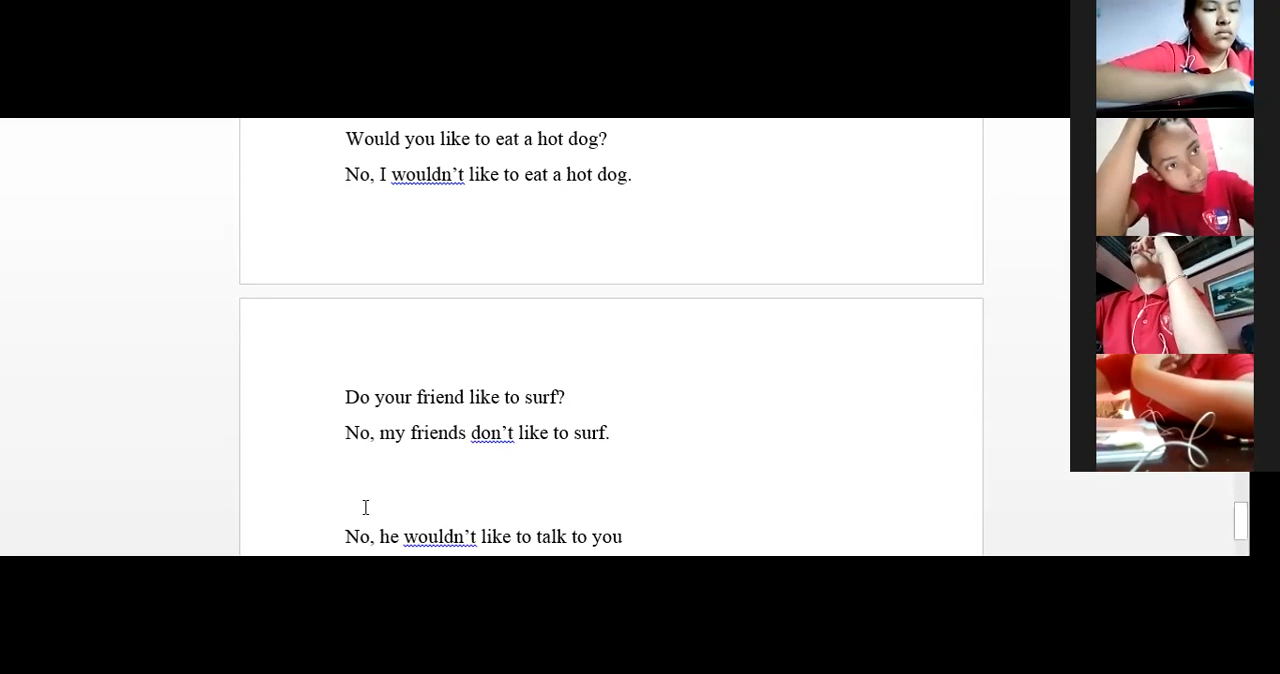 Would you like to eat a hot dog?
No, I wouldn't like to eat a hot dog.
Do your friend like to surf?
No, my friends don't like to surf.
No, he wouldn't like to talk to you